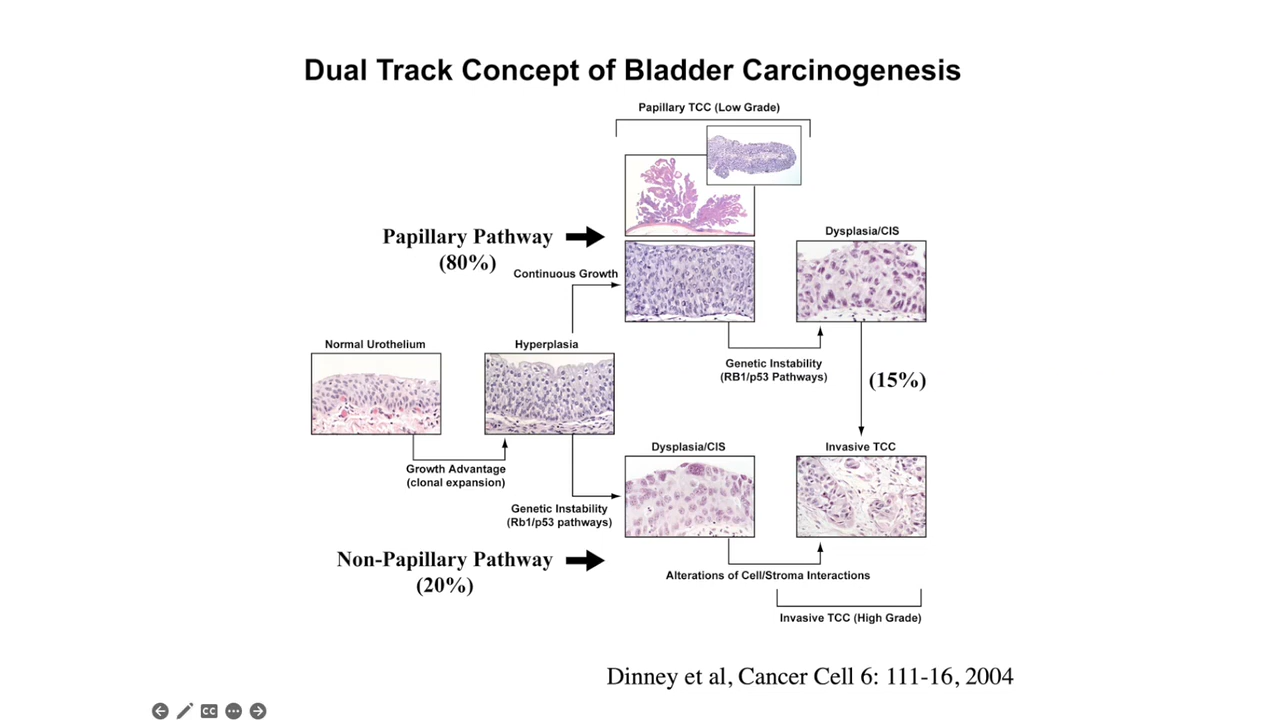 Dual Track Concept of Bladder Carcinogenesis
Papillary TCC (Low Grade)
Papillary Pathway
(80%)
Continuous Growth
Dysplasia/CIS
Genetic Instability
(RB1/p53 Pathways)
(15%)
Normal Urothelium
Hyperplasia
Growth Advantage
(clonal expansion)
Genetic Instability
(Rb1/p53 pathways)
Dysplasia/CIS
Invasive TCC
Non-Papillary Pathway
(20%)
Alterations of Cell/Stroma Interactions
Invasive TCC (High Grade)
Dinney et al, Cancer Cell 6: 111-16, 2004
CC